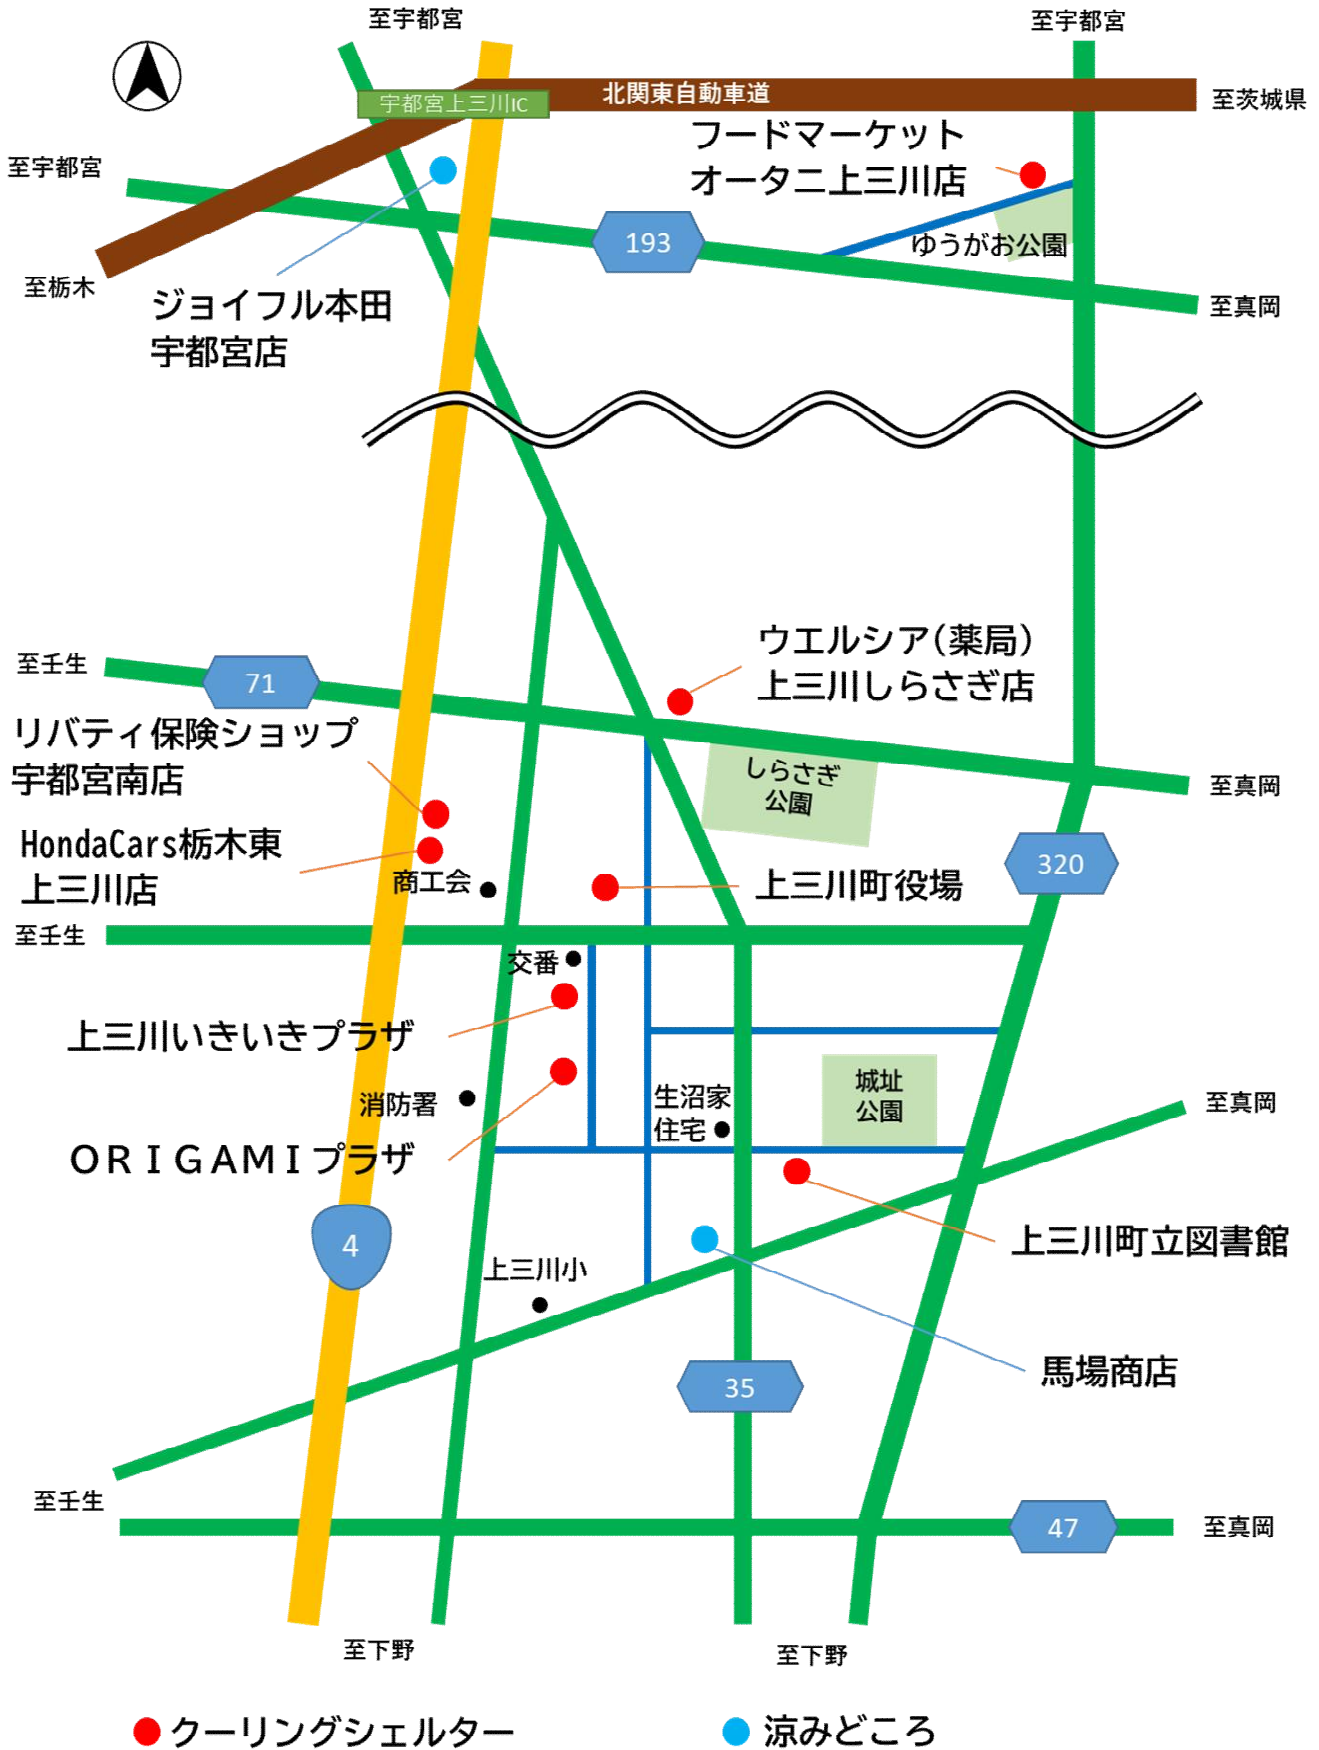 至宇都宮
至宇都宮
宇都宮上三川IC
北関東自動車道
至茨城県
フードマーケット
オータニ上三川店
至宇都宮
193
ゆうがお公園
至栃木
至真岡
ジョイフル本田
宇都宮店
ウエルシア(薬局)
上三川しらさぎ店
至壬生
71
リバティ保険ショップ
宇都宮南店
しらさぎ
公園
至真岡
HondaCars栃木東
上三川店
320
商工会
上三川町役場
至壬生
交番
上三川いきいきプラザ
消防署
生沼家
住宅
城址
公園
至真岡
ORIGAMIプラザ
4
上三川町立図書館
上三川小
馬場商店
35
至壬生
47
至真岡
至下野
至下野
クーリングシェルター
涼みどころ